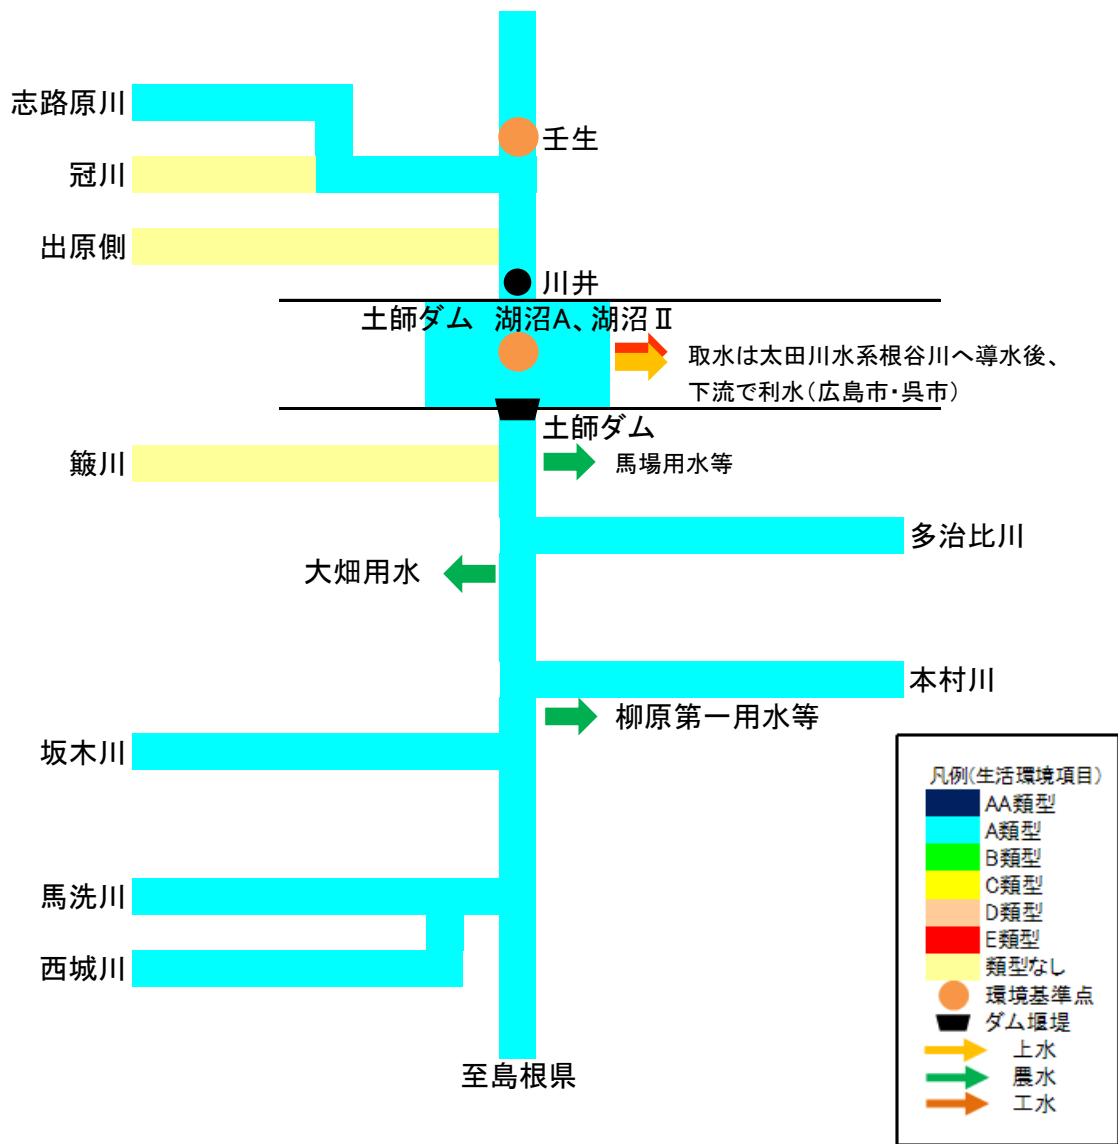 志路原川
壬生
冠川
出原側
川井
土師ダム 湖沼A、湖沼Ⅱ
取水は太田川水系根谷川へ導水後、
下流で利水(広島市・呉市)
土師ダム
簸川
馬場用水等
多治比川
大畑用水
本村川
柳原第一用水等
坂木川
馬洗川
西城川
至島根県
凡例(生活環境項目)
AA類型
A類型
B類型
C類型
D類型
E類型
類型なし
環境基準点
ダム堰堤
上水
農水
工水